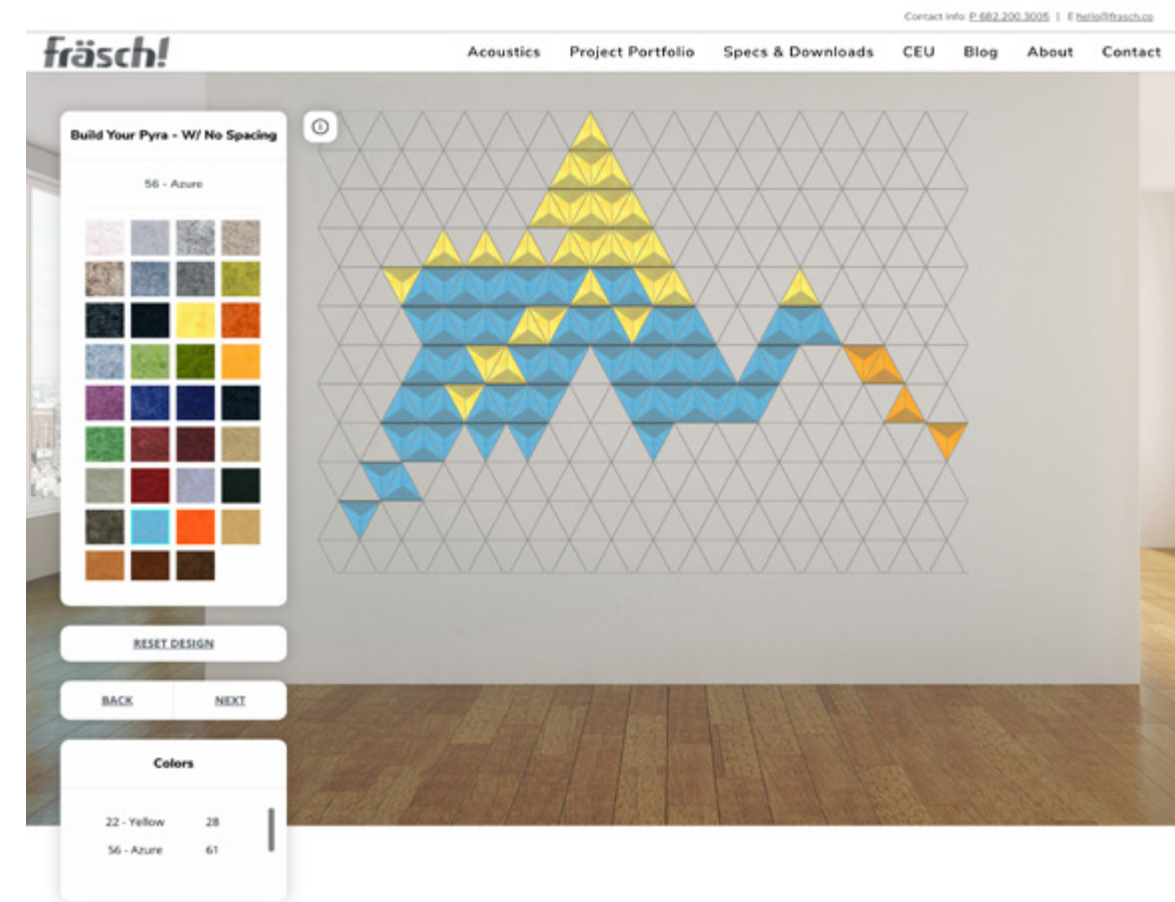 Contact Info: P 682.200.3005 | E hello@frasch.co
fräsch!
Acoustics Project Portfolio Specs & Downloads CEU Blog About Contact
Build Your Pyra - W/ No Spacing
56 - Azure
RESET DESIGN
BACK NEXT
Colors
22 - Yellow 28
56 - Azure 61